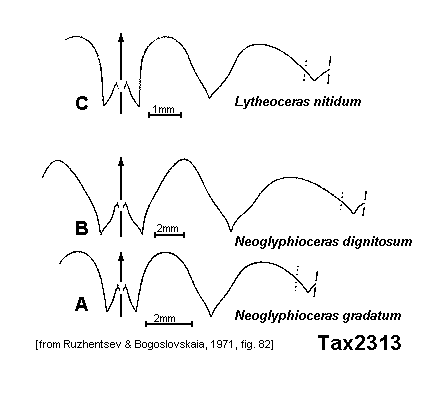 C
1mm
Lytheoceras nitidum
B
2mm
Neoglyphioceras dignitosum
A
2mm
Neoglyphioceras gradatum
[from Ruzhentsev & Bogoslovskaia, 1971, fig. 82]
Tax2313